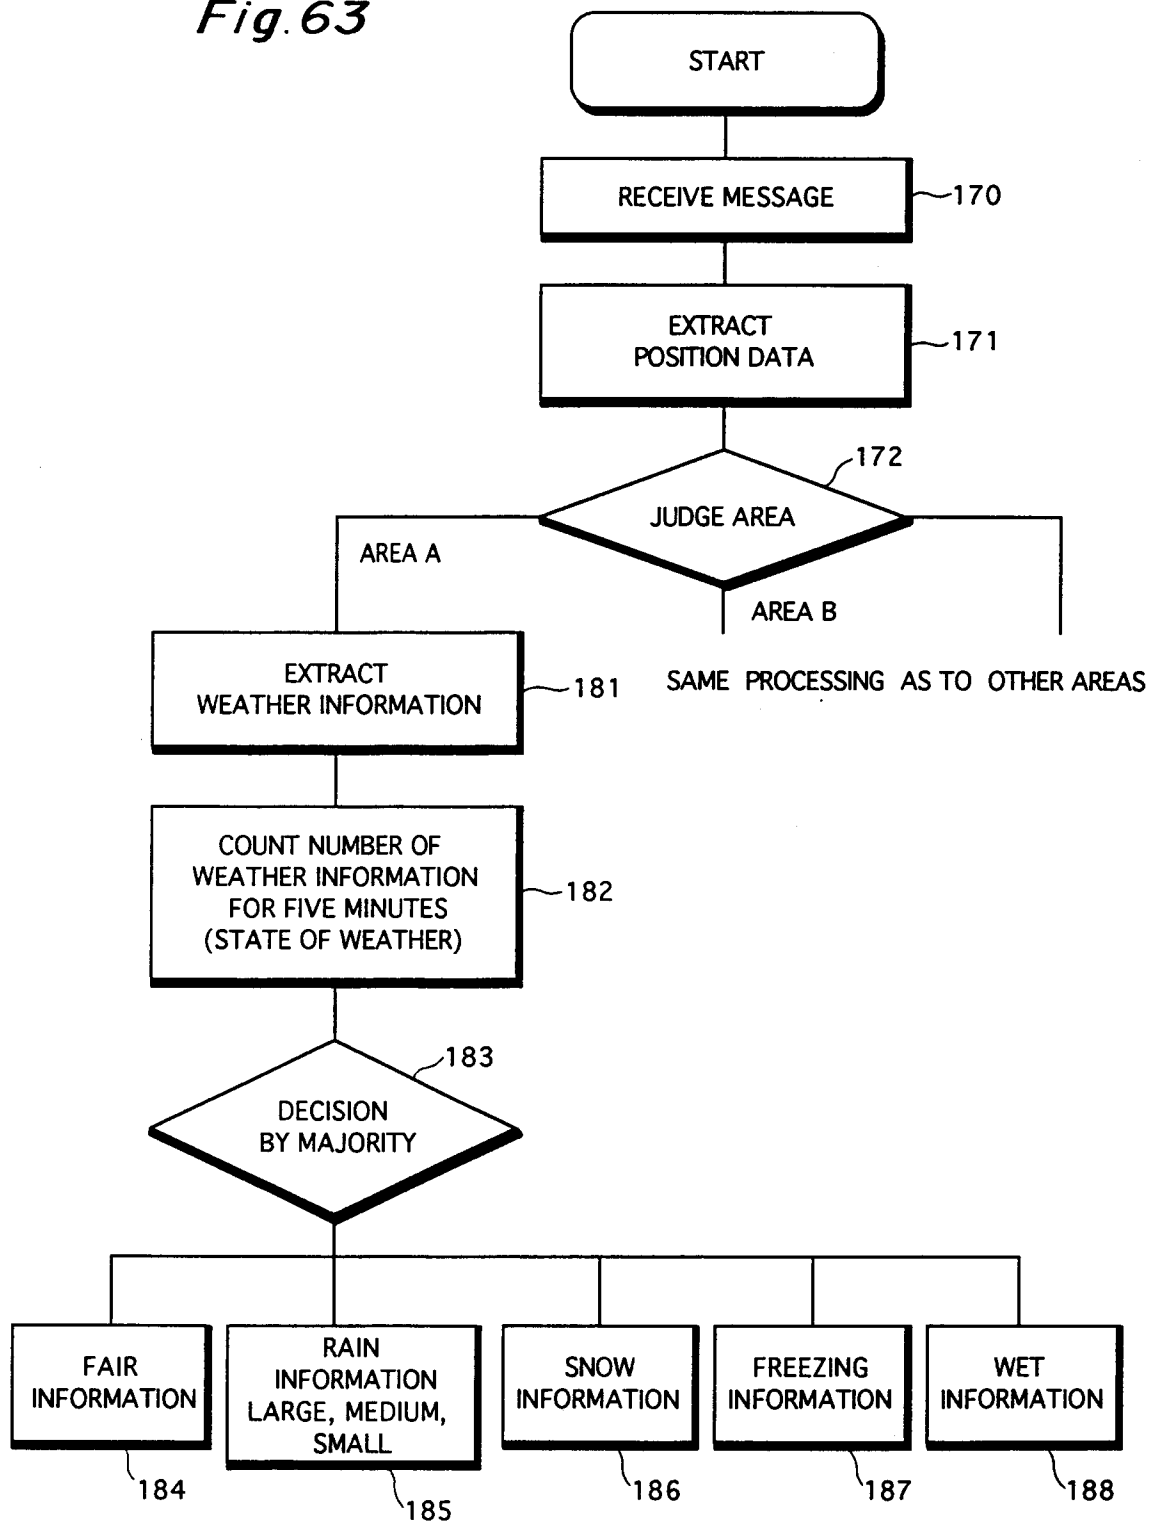 Fig.63
START
RECEIVE MESSAGE
170
EXTRACT
POSITION DATA
171
172
JUDGE AREA
AREA A
AREA B
EXTRACT
WEATHER INFORMATION
181
SAME PROCESSING AS TO OTHER AREAS
COUNT NUMBER OF
WEATHER INFORMATION
FOR FIVE MINUTES
(STATE OF WEATHER)
182
183
DECISION
BY MAJORITY
FAIR
INFORMATION
184
RAIN
INFORMATION
LARGE, MEDIUM,
SMALL
185
SNOW
INFORMATION
186
FREEZING
INFORMATION
187
WET
INFORMATION
188